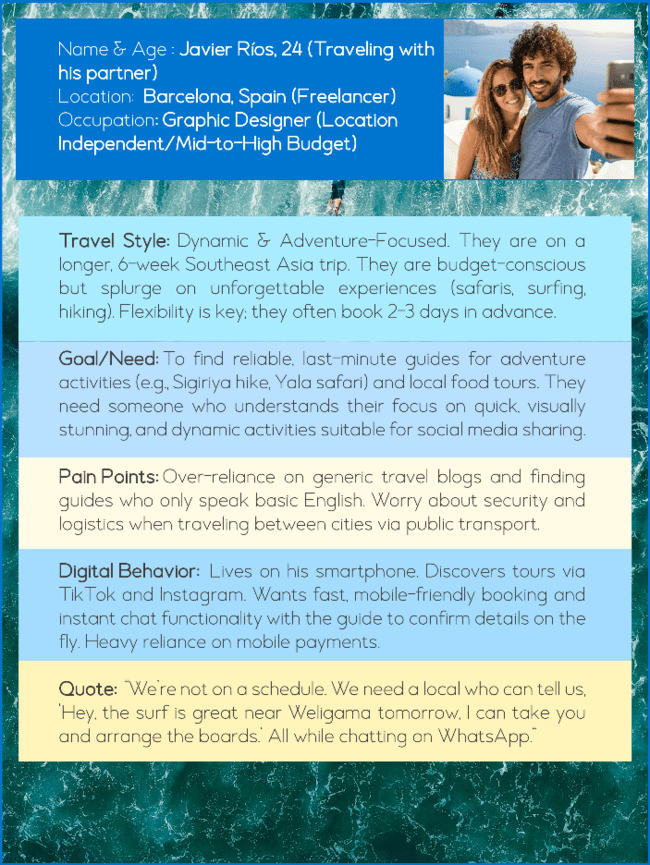 Name & Age : Javier Ríos, 24 (Traveling with
his partner)
Location: Barcelona, Spain (Freelancer)
Occupation: Graphic Designer (Location
Independent/Mid-to-High Budget)
Travel Style: Dynamic & Adventure-Focused. They are on a
longer, 6-week Southeast Asia trip. They are budget-conscious
but splurge on unforgettable experiences (safaris, surfing,
hiking). Flexibility is key; they often book 2-3 days in advance.
Goal/Need: To find reliable, last-minute guides for adventure
activities (e.g., Sigiriya hike, Yala safari) and local food tours. They
need someone who understands their focus on quick, visually
stunning, and dynamic activities suitable for social media sharing.
Pain Points: Over-reliance on generic travel blogs and finding
guides who only speak basic English. Worry about security and
logistics when traveling between cities via public transport.
Digital Behavior: Lives on his smartphone. Discovers tours via
TikTok and Instagram. Wants fast, mobile-friendly booking and
instant chat functionality with the guide to confirm details on the
fly. Heavy reliance on mobile payments.
Quote: "We're not on a schedule. We need a local who can tell us,
'Hey, the surf is great near Weligama tomorrow, I can take you
and arrange the boards.' All while chatting on WhatsApp."